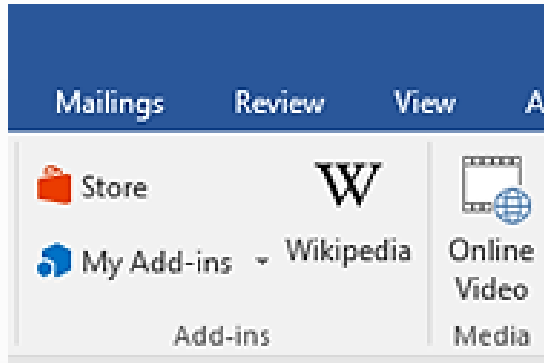 Mailings Review View A
Store
My Add-ins
W
Wikipedia
Add-ins
Online
Video
Media